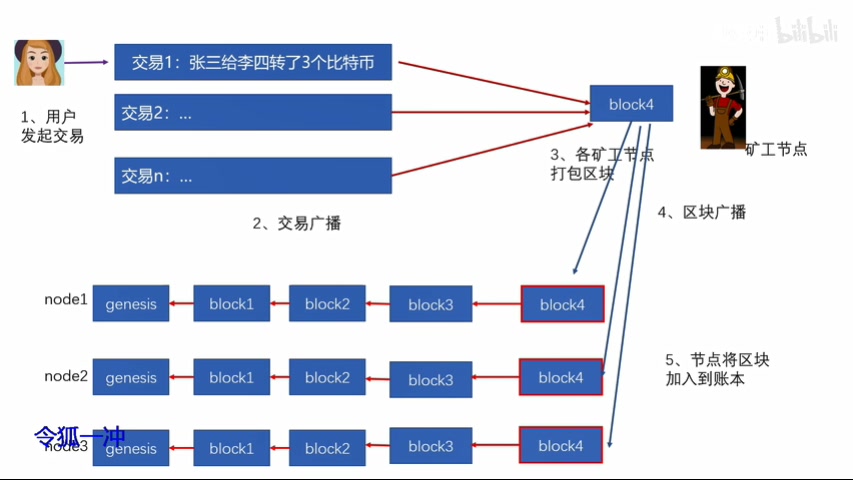 bilibili
交易1：张三给李四转了3个比特币
1、用户
发起交易
交易2：...
block4
3、各矿工节点
打包区块
矿工节点
交易n：...
2、交易广播
4、区块广播
node1
genesis
block1
block2
block3
block4
5、节点将区块
加入到账本
node2
genesis
block1
block2
block3
block4
令狐一冲
node3
genesis
block1
block2
block3
block4